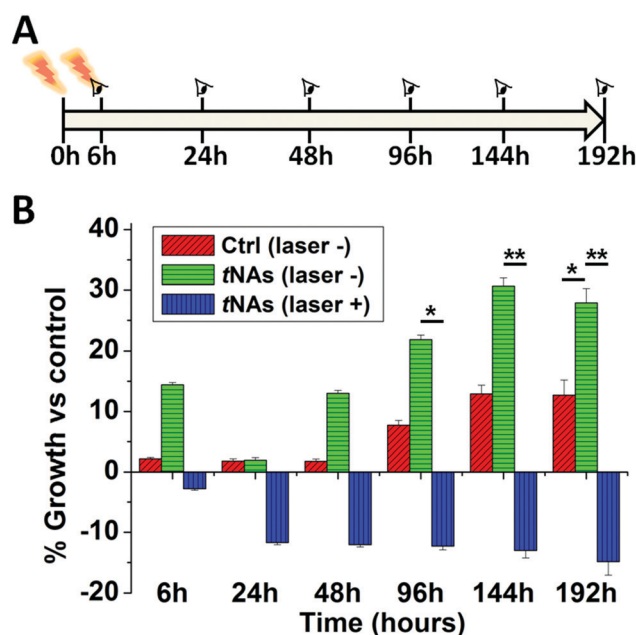 A
0h 6h 24h 48h 96h 144h 192h
B
% Growth vs control
40
30
20
10
0
-10
-20
Ctrl (laser -)
tNAs (laser -)
tNAs (laser +)
*
**
* **
6h 24h 48h 96h 144h 192h
Time (hours)